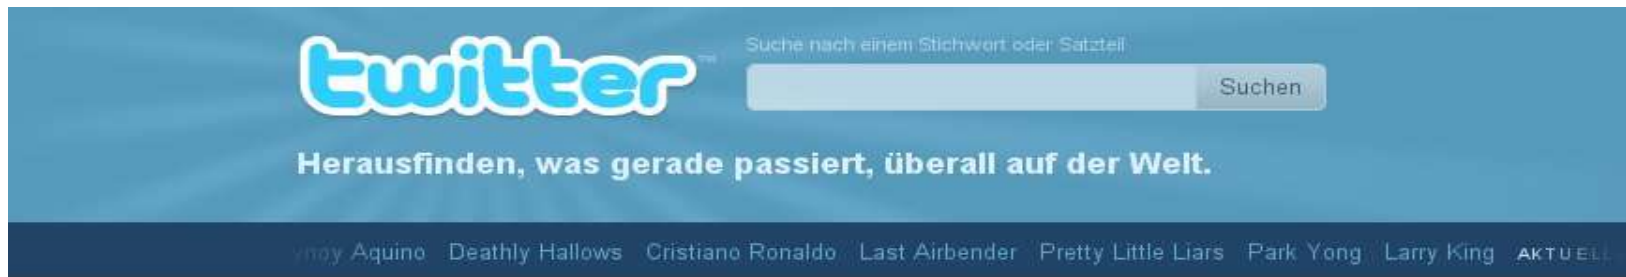 Suche nach einem Stichwort oder Satzteil
twitter™
Suchen
Herausfinden, was gerade passiert, überall auf der Welt.
Aquino Deathly Hallows Cristiano Ronaldo Last Airbender Pretty Little Liars Park Yong Larry King